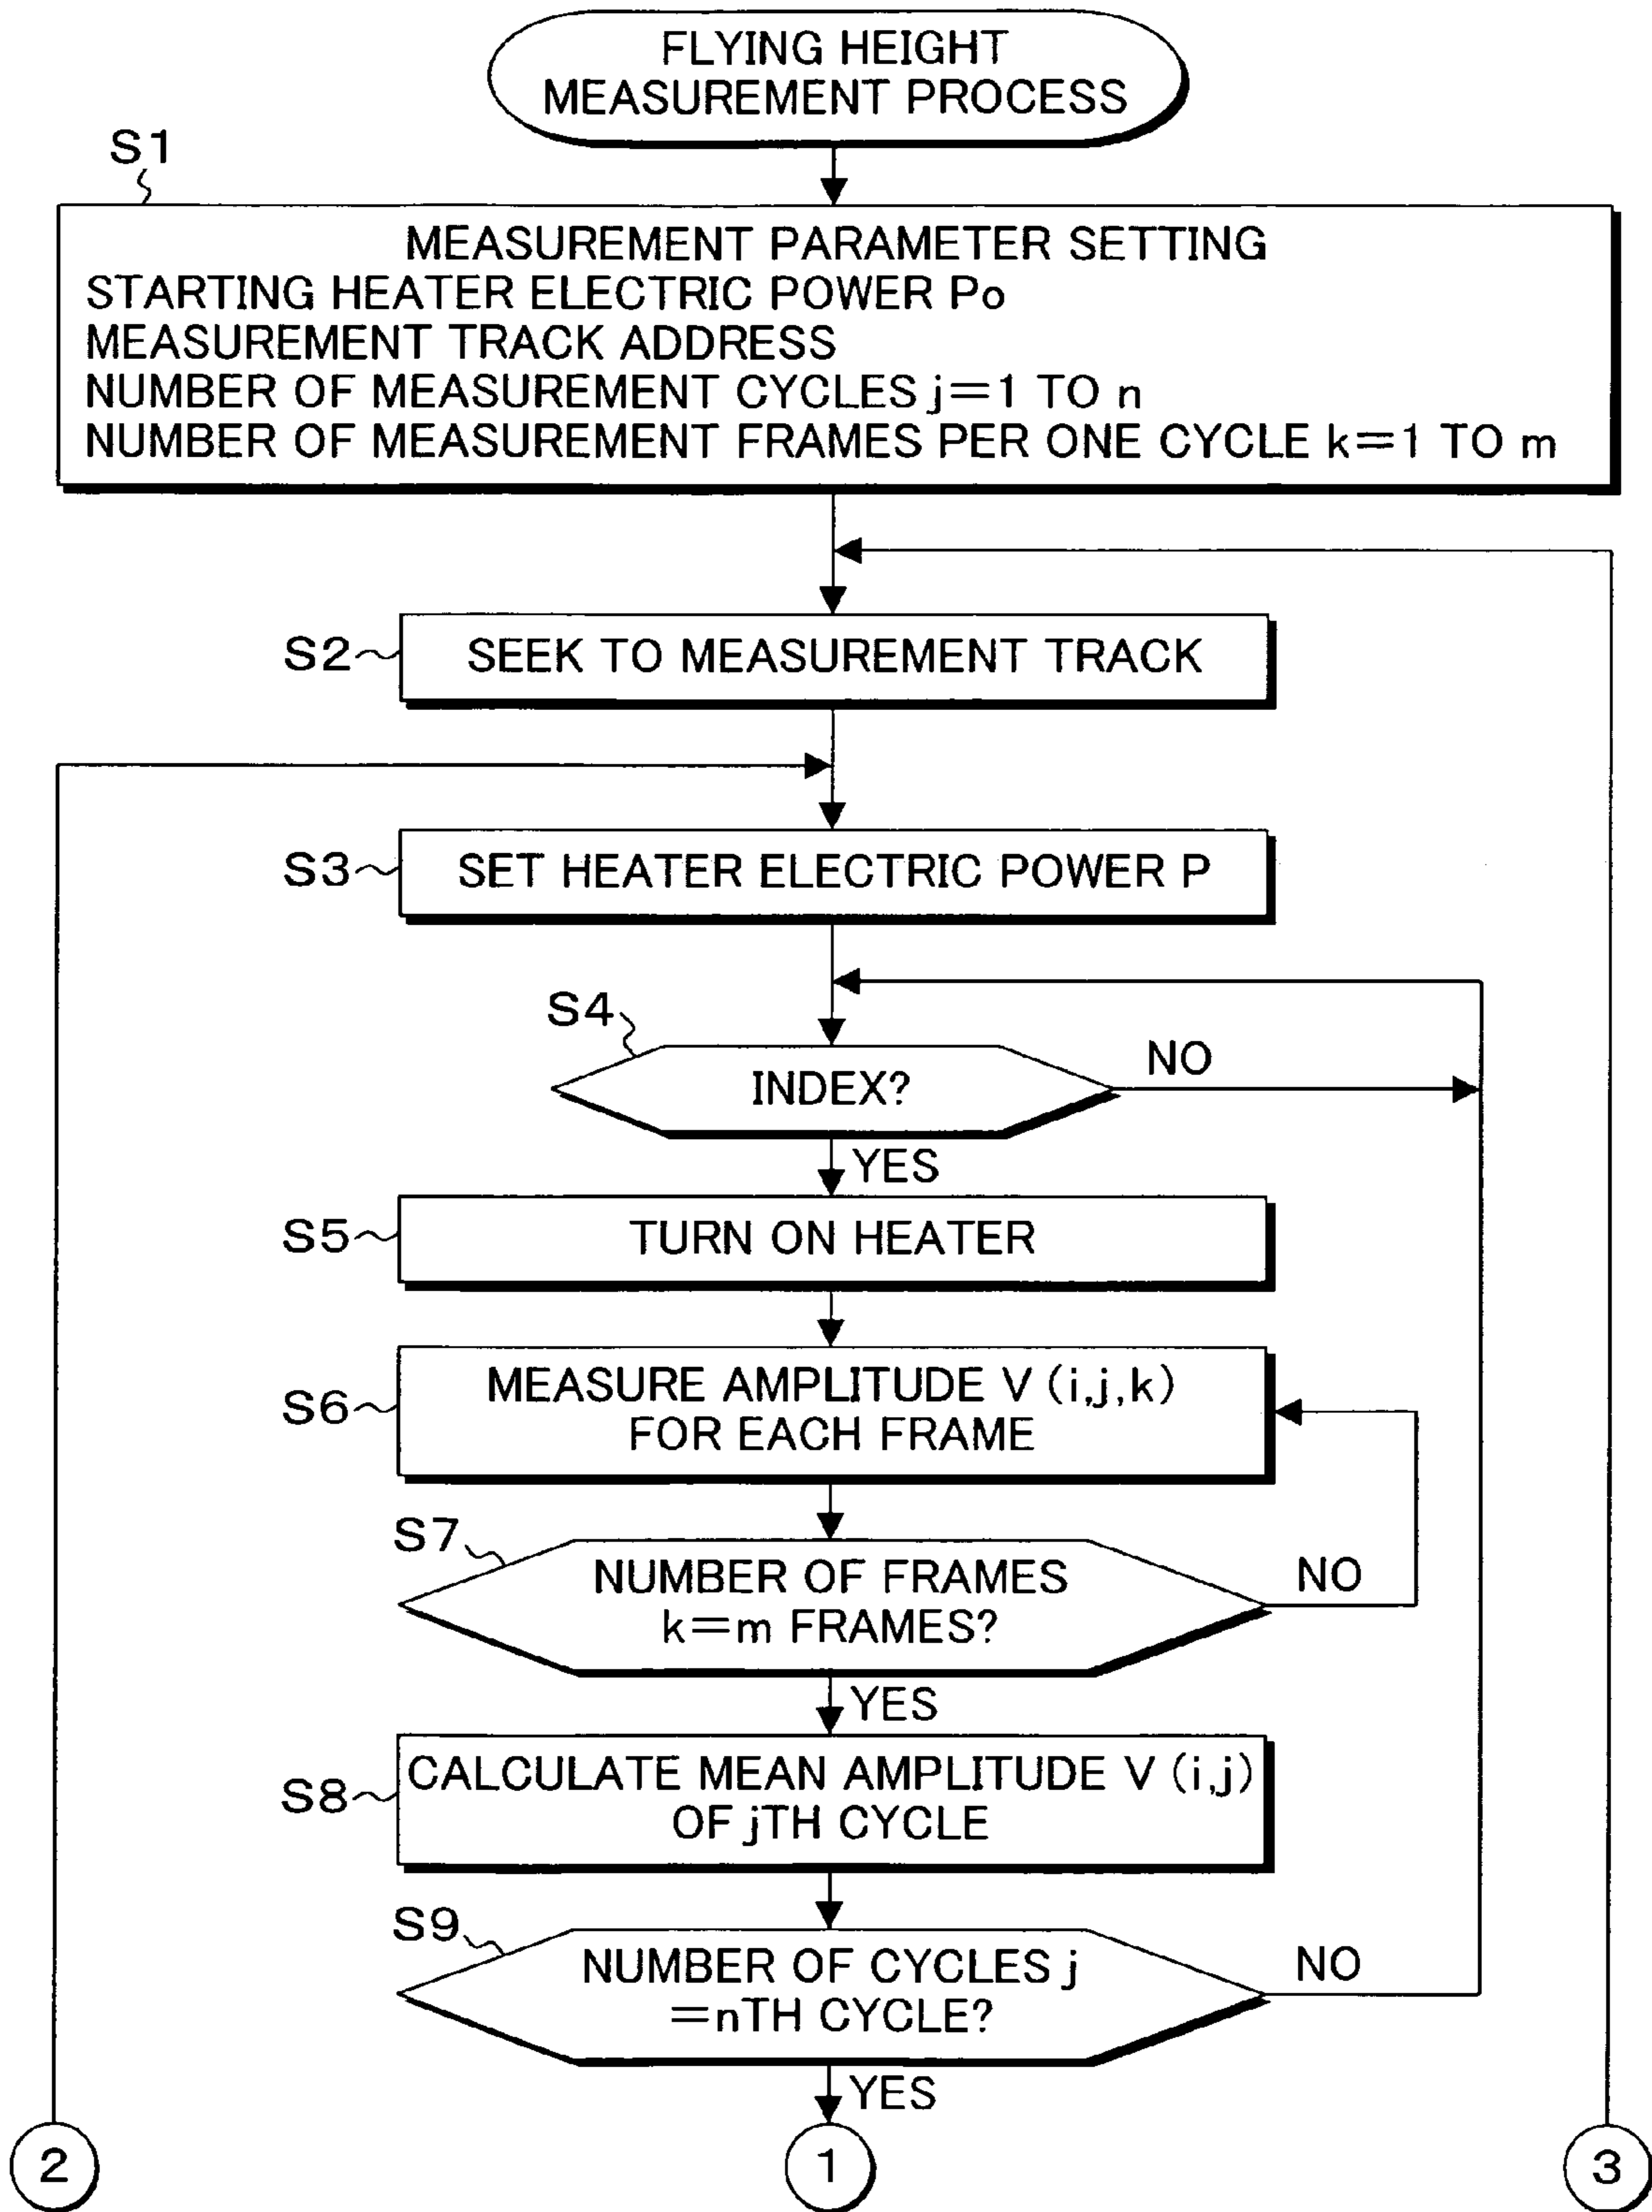 FLYING HEIGHT
MEASUREMENT PROCESS
S1
MEASUREMENT PARAMETER SETTING
STARTING HEATER ELECTRIC POWER Po
MEASUREMENT TRACK ADDRESS
NUMBER OF MEASUREMENT CYCLES j=1 TO n
NUMBER OF MEASUREMENT FRAMES PER ONE CYCLE k=1 TO m
S2
SEEK TO MEASUREMENT TRACK
S3
SET HEATER ELECTRIC POWER P
S4
INDEX?
NO
YES
S5
TURN ON HEATER
S6
MEASURE AMPLITUDE V (i,j,k)
FOR EACH FRAME
S7
NUMBER OF FRAMES
k=m FRAMES?
NO
YES
S8
CALCULATE MEAN AMPLITUDE V (i,j)
OF jTH CYCLE
S9
NUMBER OF CYCLES j
=nTH CYCLE?
NO
YES
2
1
3